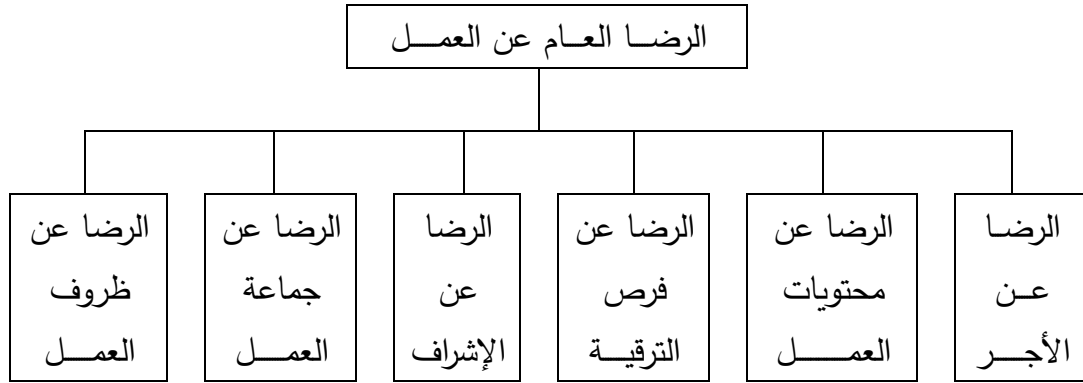 الرضا العام عن العمل
الرضا
عن
الأجر
الرضا عن
محتويات
العمل
الرضا عن
فرص
الترقية
الرضا
عن
الإشراف
الرضا عن
جماعة
العمل
الرضا عن
ظروف
العمل